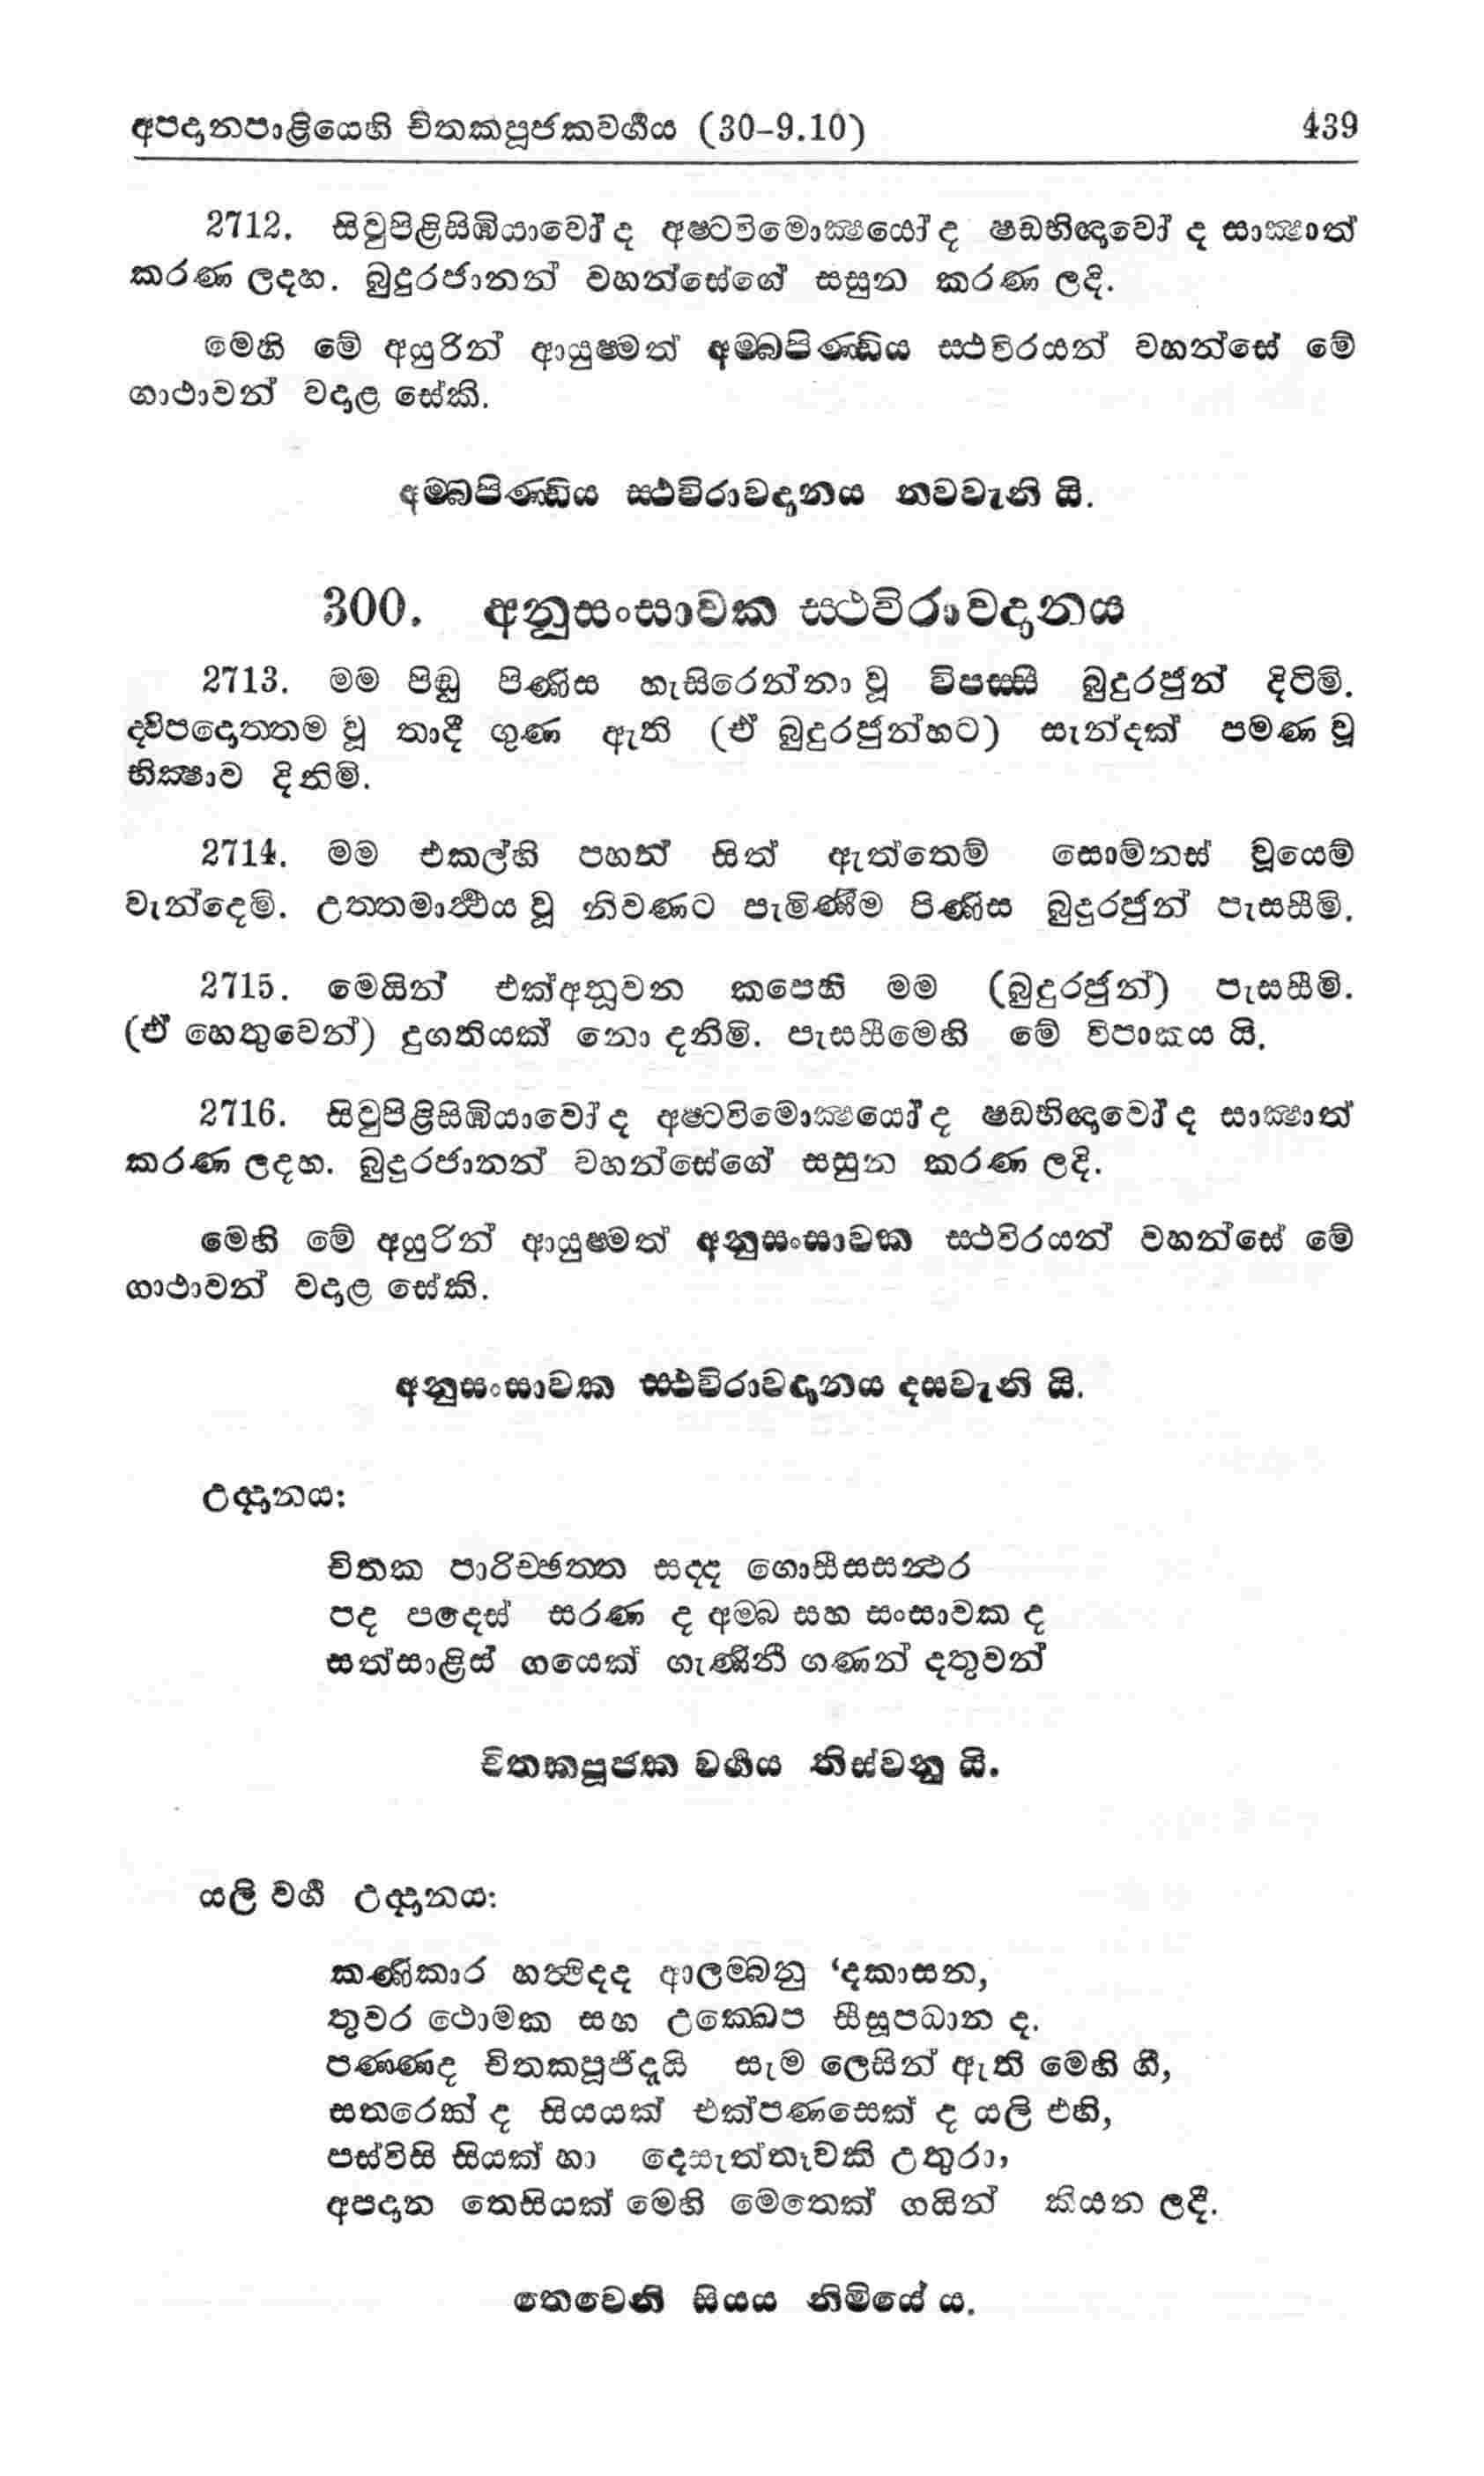 අපදානපාළියෙහි චිතකපූජකවර්‍ගය (30-9.10) 439
2712. සිවුපිළිසිඹියාවෝ ද අෂ්ටවිමොක්‍ෂයෝ ද ෂඩභිඥාවෝ ද සාක්‍ෂාත්
කරණ ලදහ. බුදුරජානන් වහන්සේගේ සසුන කරණ ලදි.
මෙහි මේ අයුරින් ආයුෂ්මත් අම්බපිණ්ඩිය ස්ථවිරයන් වහන්සේ මේ
ගාථාවන් වදාළ සේකි.
අම්බපිණ්ඩිය ස්ථවිරාවදානය නවවැනි යි.
300. අනුසංසාවක ස්ථවිරාවදානය
2713. මම පිඬු පිණිස හැසිරෙන්නා වූ විපස්සී බුදුරජුන් දිටිමි.
ද්විපදොත්තම වූ තාදී ගුණ ඇති (ඒ බුදුරජුන්හට) සැන්දක් පමණ වූ
භික්‍ෂාව දිනිමි.
2714. මම එකල්හි පහන් සිත් ඇත්තෙම් සොම්නස් වූයෙම්
වැන්දෙමි. උත්තමාර්‍ථය වූ නිවණට පැමිණීම පිණිස බුදුරජුන් පැසසීමි.
2715. මෙයින් එක්අනූවන කපෙහි මම (බුදුරජුන්) පැසසීමි.
(ඒ හෙතුවෙන්) දුගතියක් නො දනිමි. පැසසීමෙහි මේ විපාකය යි.
2716. සිවුපිළිසිඹියාවෝ ද අෂ්ටවිමොක්‍ෂයෝ ද ෂඩභිඥාවෝ ද සාක්‍ෂාත්
කරණ ලදහ. බුදුරජානන් වහන්සේගේ සසුන කරණ ලදි.
මෙහි මේ අයුරින් ආයුෂ්මත් අනුසංසාවක ස්ථවිරයන් වහන්සේ මේ
ගාථාවන් වදාළ සේකි.
අනුසංසාවක ස්ථවිරාවදානය දසවැනි යි.
උද්දානය:
චිතක පාරිච්ඡත්ත සද්ද ගොසීසසන්ථර
පද පදෙස් සරණ ද අම්බ සහ සංසාවක ද
සත්සාළිස් ගයෙක් ගැණිනී ගණන් දතුවන්
චිතකපූජක වර්‍ගය තිස්වනු යි.
යලි වර්‍ග උද්දානය:
කණිකාර හත්ථිදද ආලම්බනු ‘දකාසන,
තුවර ථොමක සහ උක්ඛෙප සීසූපධාන ද.
පණ්ණද චිතකපූජිදැයි සැම ලෙසින් ඇති මෙහි ගී,
සතරෙක් ද සියයක් එක්පණසෙක් ද යලි එහි,
පස්විසි සියක් හා දෙසැත්තෑවකි උතුරා,
අපදාන තෙසියක් මෙහි මෙතෙක් ගයින් කියන ලදී.
තෙවෙනි සියය නිමියේ ය.